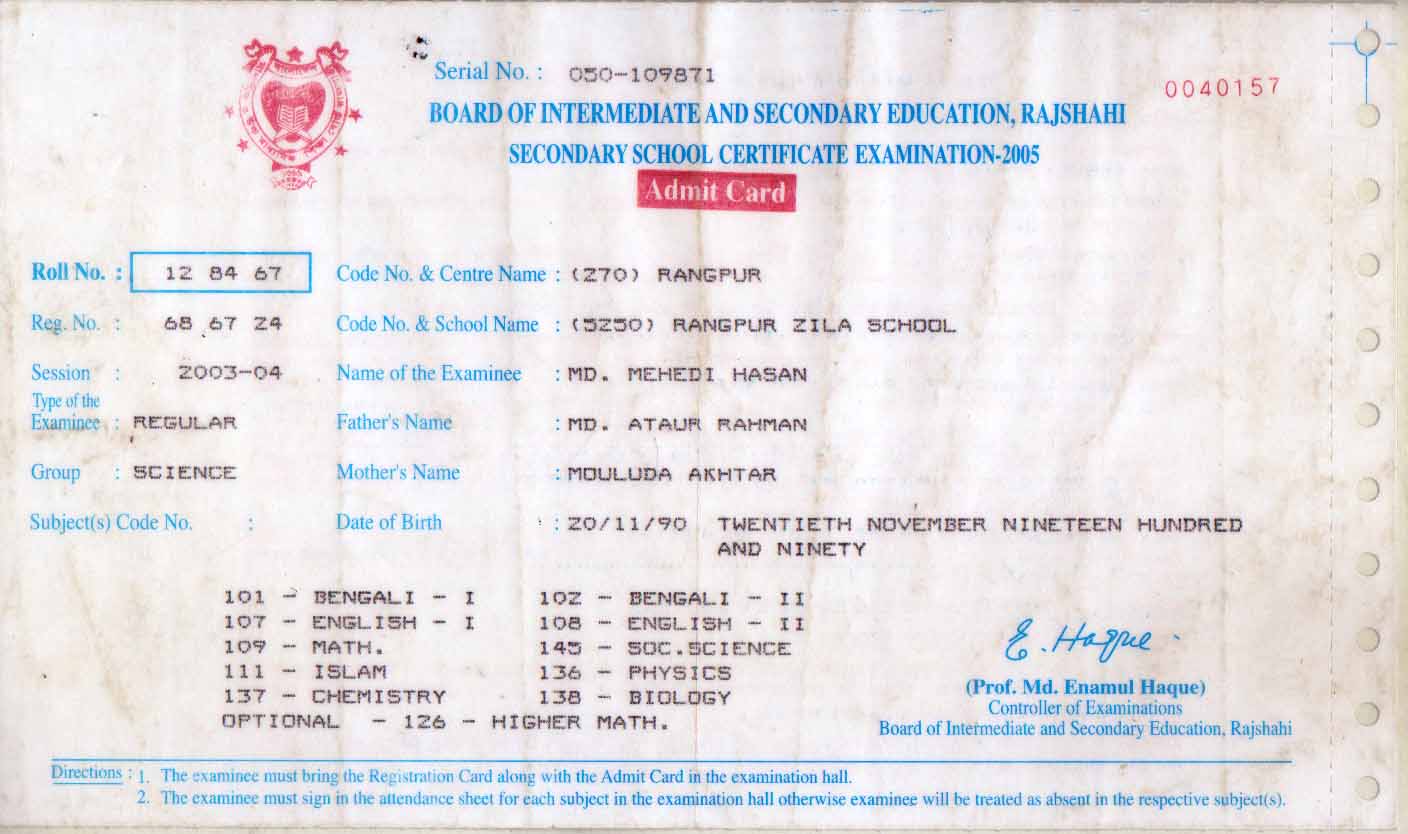 Serial No. : 050-109871
0040157
BOARD OF INTERMEDIATE AND SECONDARY EDUCATION, RAJSHAHI
SECONDARY SCHOOL CERTIFICATE EXAMINATION-2005
Admit Card
Roll No. : 12 84 67 Code No. & Centre Name : (270) RANGPUR
Reg. No. : 68 67 24 Code No. & School Name : (5250) RANGPUR ZILA SCHOOL
Session : 2003-04 Name of the Examinee : MD. MEHEDI HASAN
Type of the
Examinee : REGULAR Father's Name : MD. ATAUR RAHMAN
Group : SCIENCE Mother's Name : MOULUDA AKHTAR
Subject(s) Code No. : Date of Birth : 20/11/90 TWENTIETH NOVEMBER NINETEEN HUNDRED
AND NINETY
101 - BENGALI - I 102 - BENGALI - II
107 - ENGLISH - I 108 - ENGLISH - II
109 - MATH. 145 - SOC.SCIENCE
111 - ISLAM 136 - PHYSICS
137 - CHEMISTRY 138 - BIOLOGY
OPTIONAL - 126 - HIGHER MATH.
E. Haque
(Prof. Md. Enamul Haque)
Controller of Examinations
Board of Intermediate and Secondary Education, Rajshahi
Directions : 1. The examinee must bring the Registration Card along with the Admit Card in the examination hall.
2. The examinee must sign in the attendance sheet for each subject in the examination hall otherwise examinee will be treated as absent in the respective subject(s).